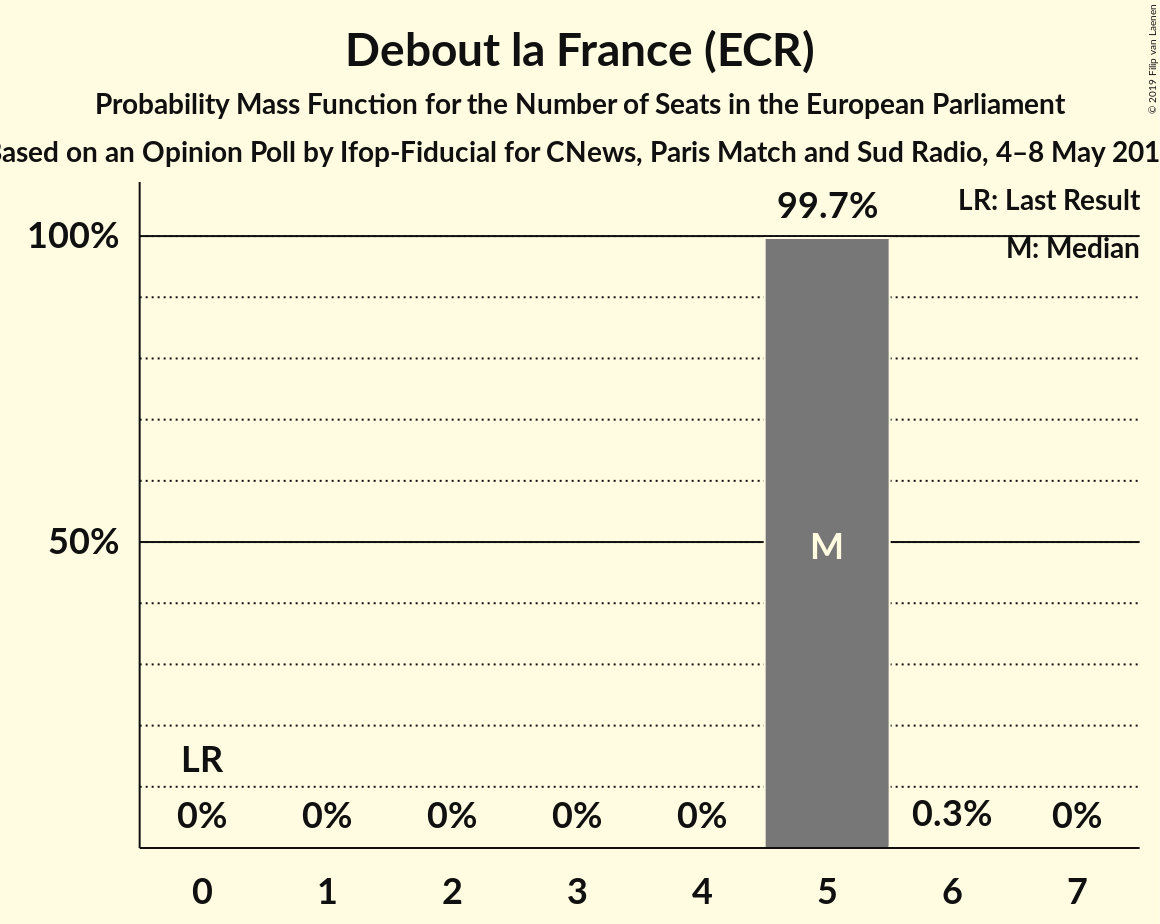 Debout la France (ECR)
Probability Mass Function for the Number of Seats in the European Parliament
ased on an Opinion Poll by Ifop-Fiducial for CNews, Paris Match and Sud Radio, 4–8 May 201
© 2019 Filip van Laenen
LR: Last Result
M: Median
99.7%
100%
50%
M
LR
0% 0% 0% 0% 0% 0.3% 0%
0 1 2 3 4 5 6 7